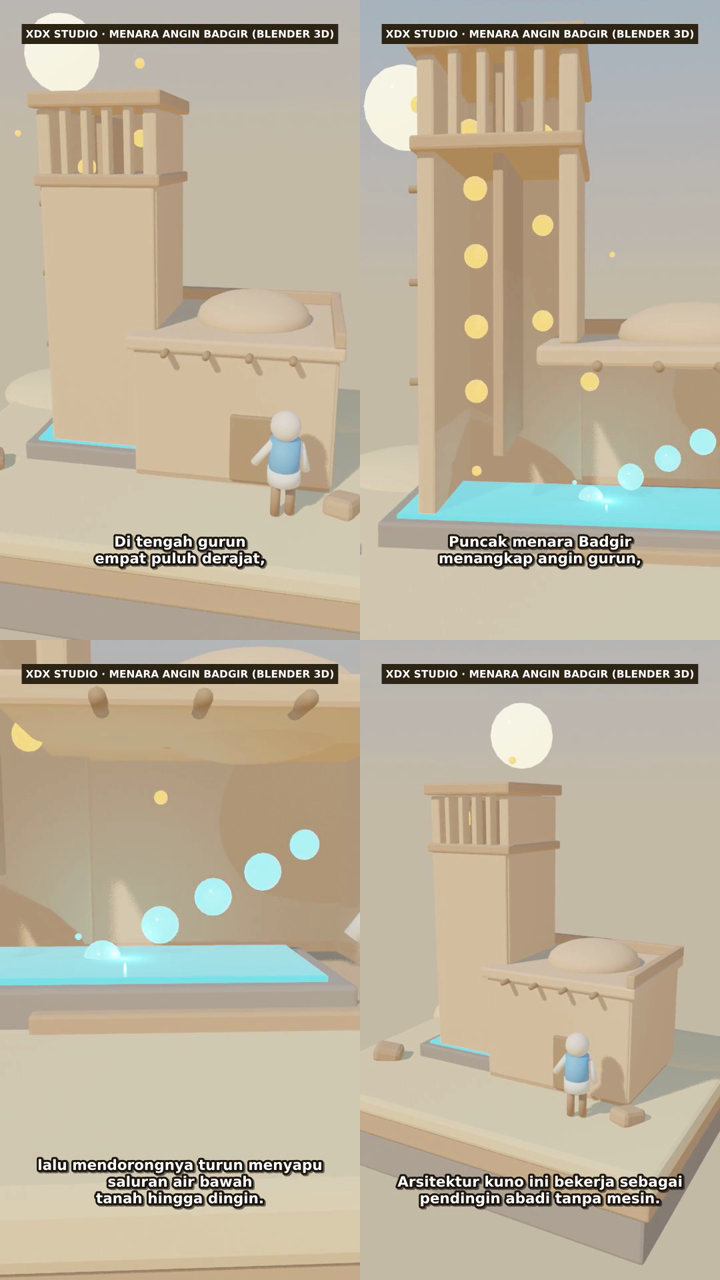 XDX STUDIO · MENARA ANGIN BADGIR (BLENDER 3D)
Di tengah gurun
empat puluh derajat,
XDX STUDIO · MENARA ANGIN BADGIR (BLENDER 3D)
Puncak menara Badgir
menangkap angin gurun,
XDX STUDIO · MENARA ANGIN BADGIR (BLENDER 3D)
lalu mendorongnya turun menyapu
saluran air bawah
tanah hingga dingin.
XDX STUDIO · MENARA ANGIN BADGIR (BLENDER 3D)
Arsitektur kuno ini bekerja sebagai
pendingin abadi tanpa mesin.